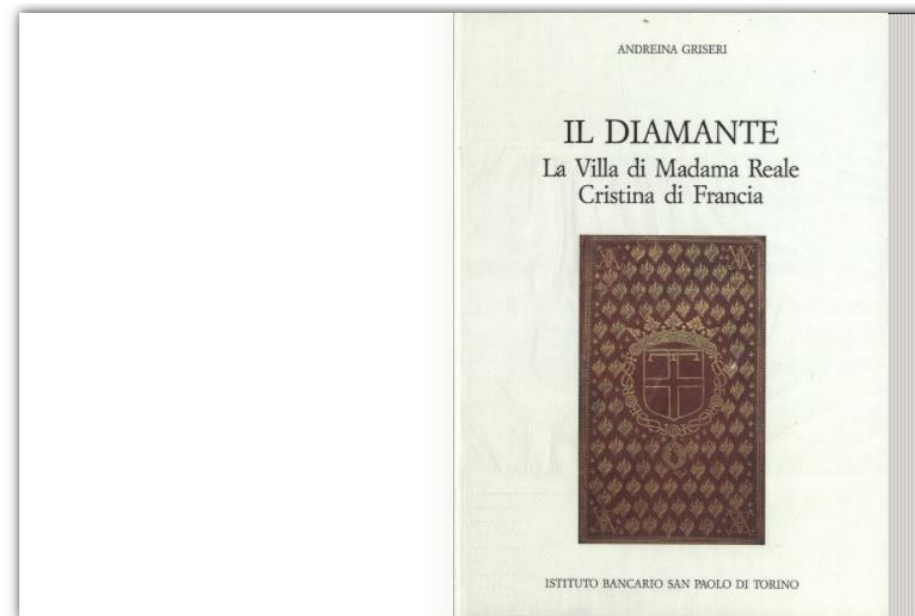 ANDREINA GRISERI
IL DIAMANTE
La Villa di Madama Reale
Cristina di Francia
ISTITUTO BANCARIO SAN PAOLO DI TORINO